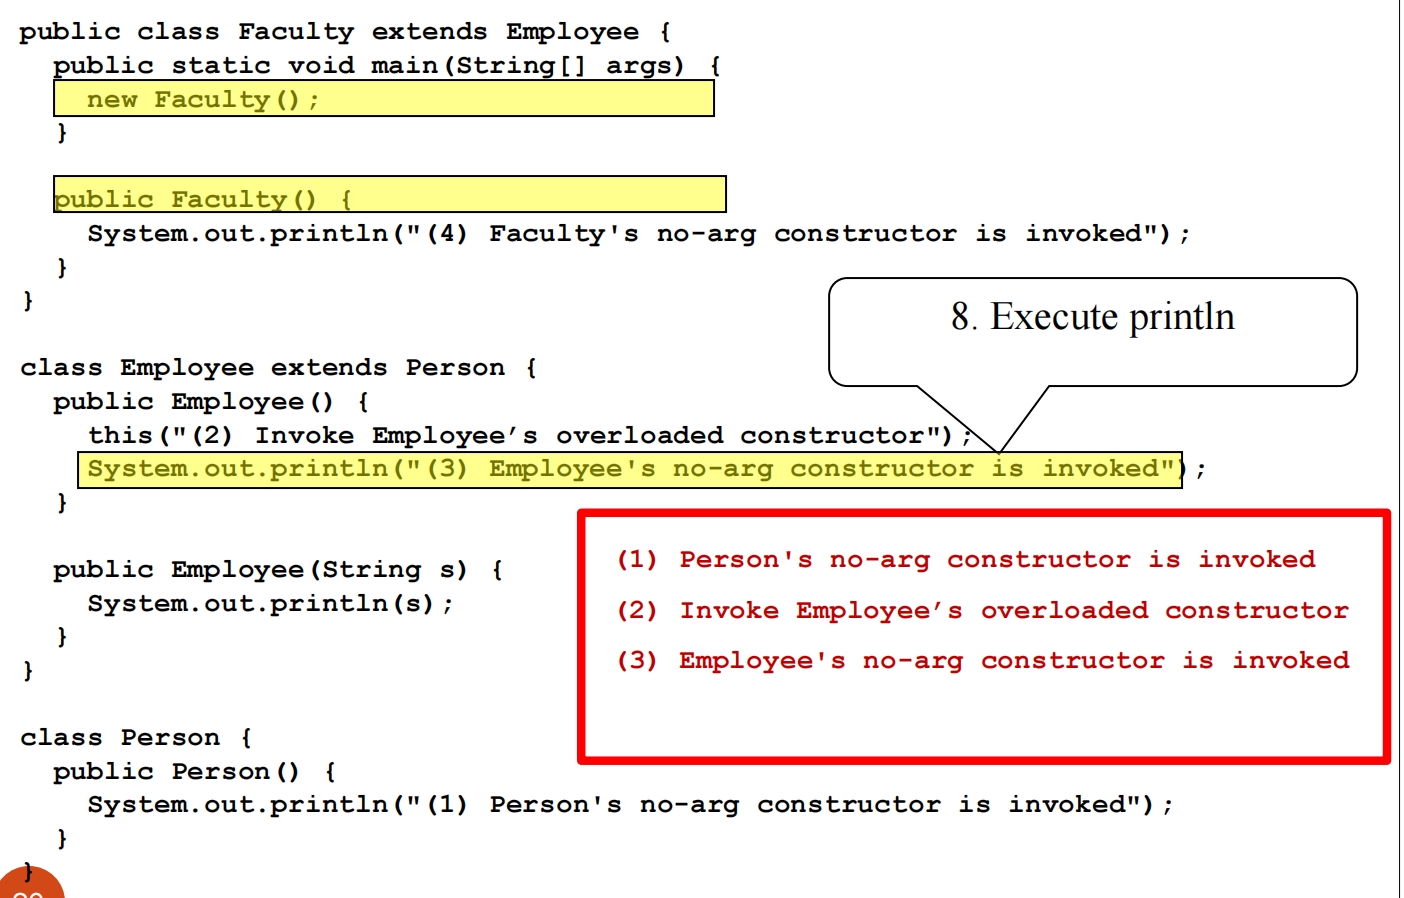 public class Faculty extends Employee {
public static void main(String[] args) {
new Faculty();
}
public Faculty() {
System.out.println("(4) Faculty's no-arg constructor is invoked");
}
}
8. Execute println
class Employee extends Person {
public Employee() {
this("(2) Invoke Employee’s overloaded constructor");
System.out.println("(3) Employee's no-arg constructor is invoked");
}
public Employee(String s) {
System.out.println(s);
}
}
(1) Person's no-arg constructor is invoked
(2) Invoke Employee’s overloaded constructor
(3) Employee's no-arg constructor is invoked
class Person {
public Person() {
System.out.println("(1) Person's no-arg constructor is invoked");
}
}